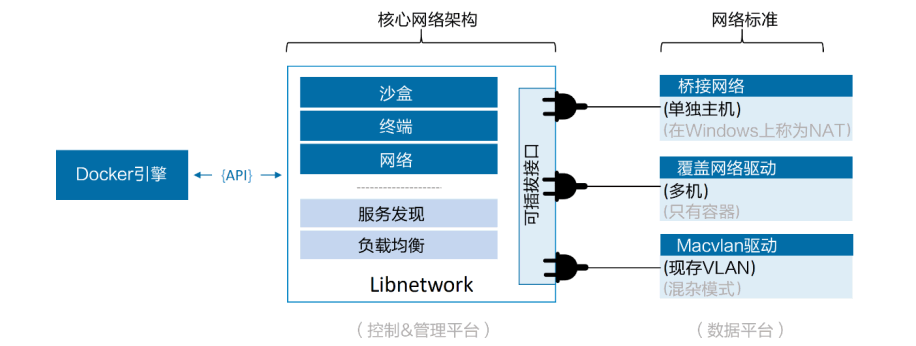 核心网络架构
网络标准
Docker引擎
{API}
沙盒
终端
网络
服务发现
负载均衡
Libnetwork
可插拔接口
桥接网络
(单独主机)
(在Windows上称为NAT)
覆盖网络驱动
(多机)
(只有容器)
Macvlan驱动
(现存VLAN)
(混杂模式)
(控制&管理平台)
(数据平台)